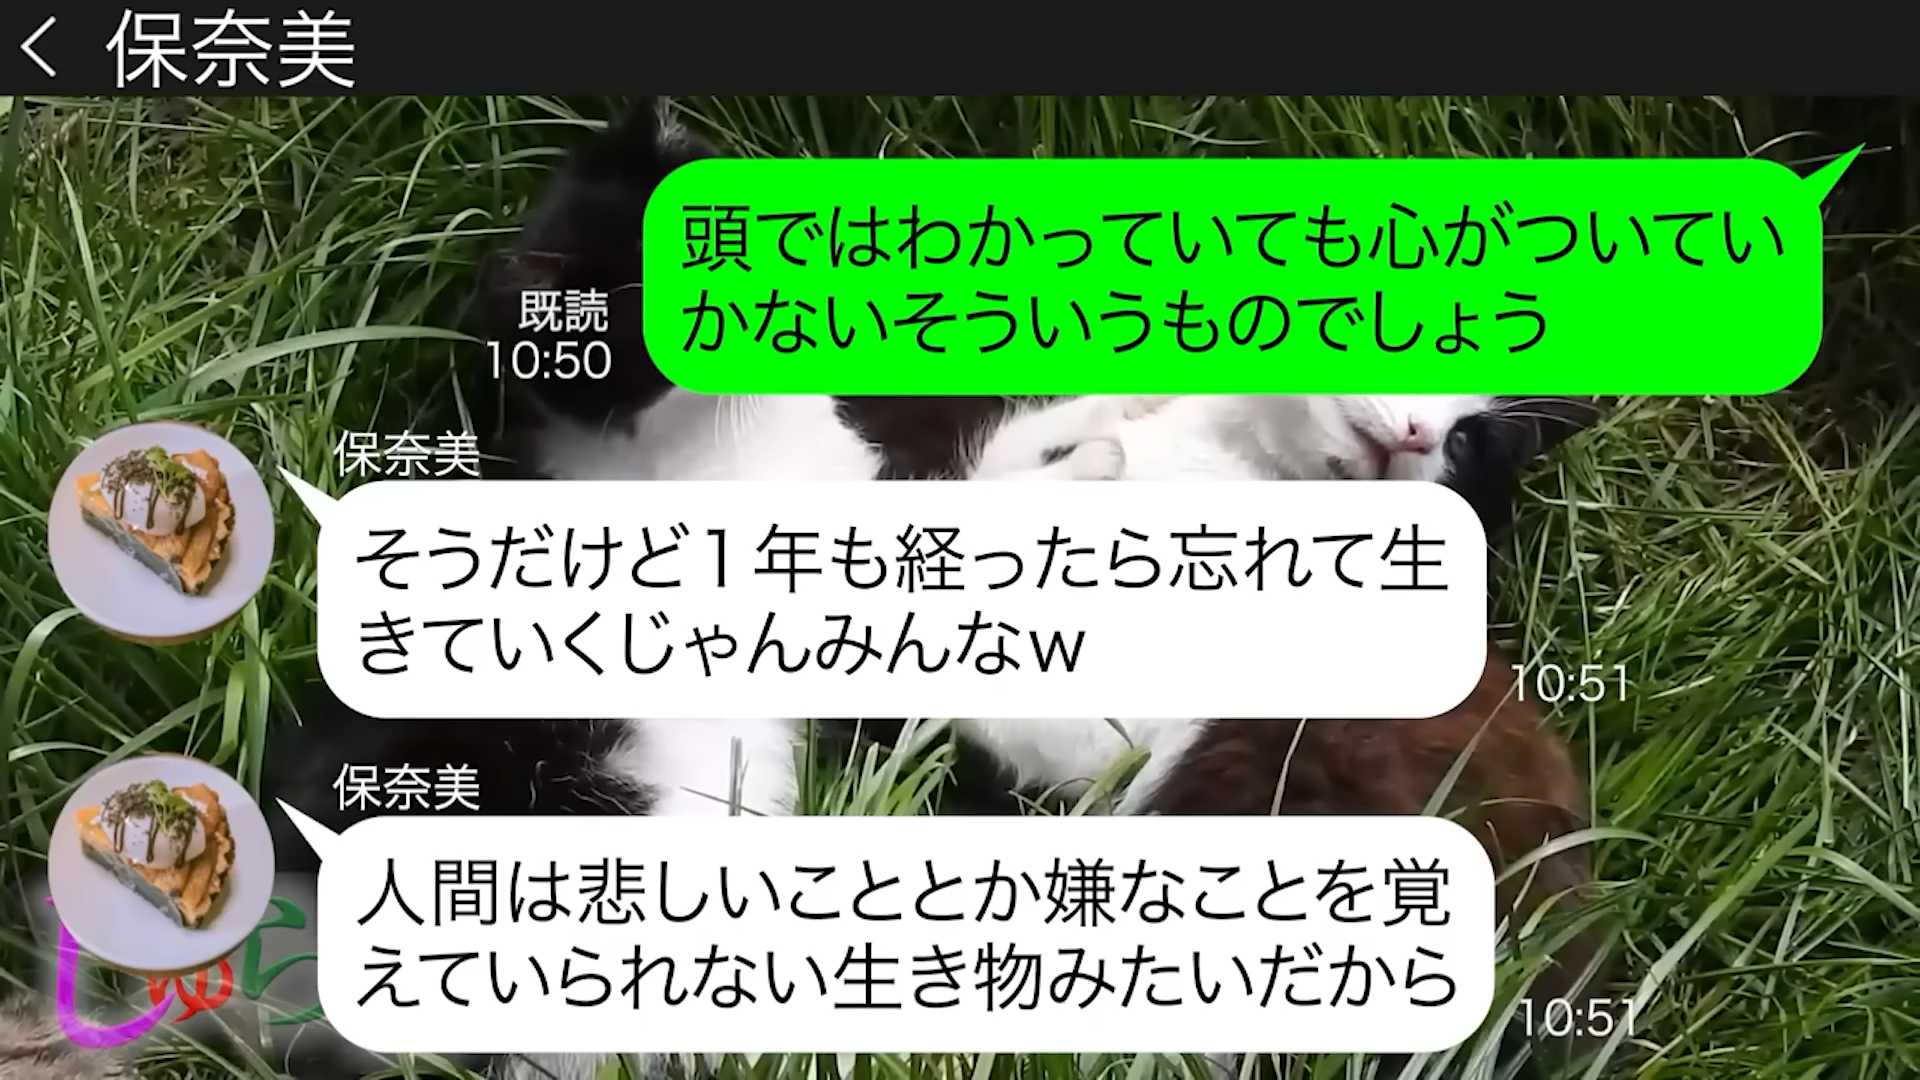 保奈美
頭ではわかっていても心がついてい
かないそういうものでしょう
既読
10:50
保奈美
そうだけど1年も経ったら忘れて生
きていくじゃんみんなw
10:51
保奈美
人間は悲しいこととか嫌なことを覚
えていられない生き物みたいだから
10:51
しゅら